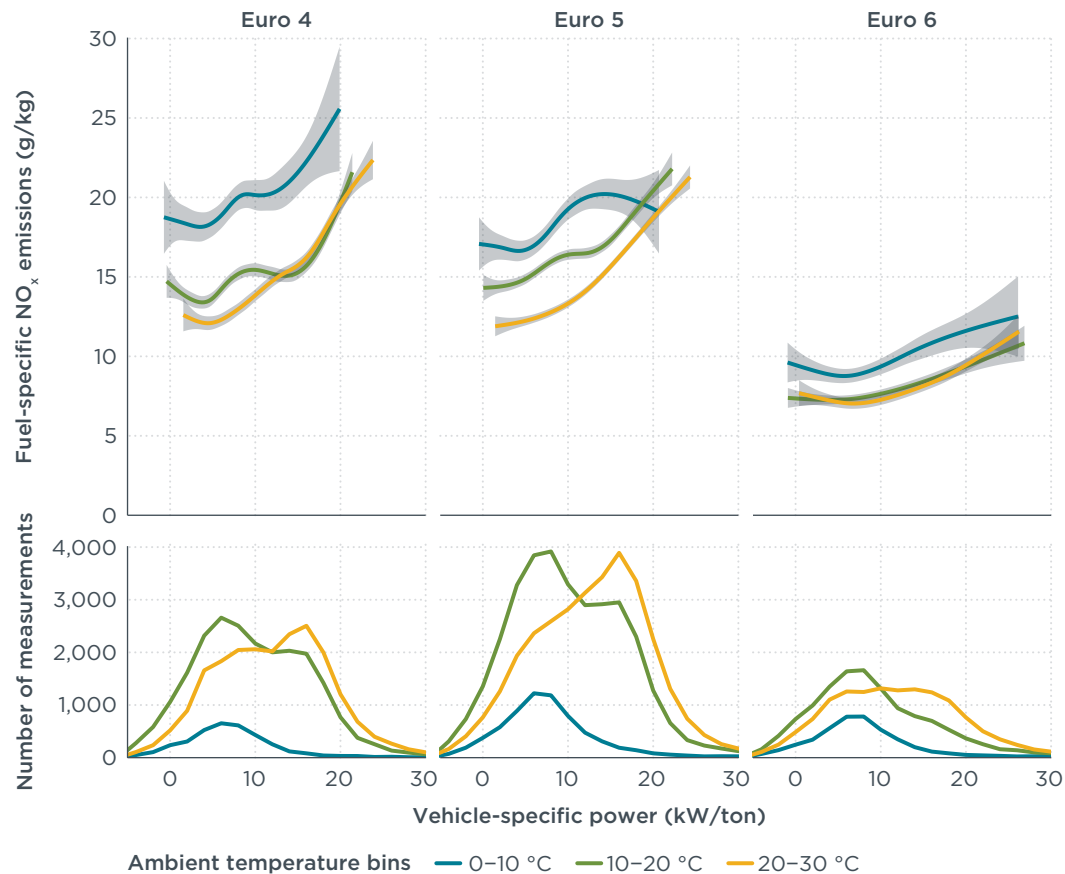 Euro 4 Euro 5 Euro 6
Fuel-specific NOx emissions (g/kg)
30
25
20
15
10
5
0
Number of measurements
4,000
3,000
2,000
1,000
0
0 10 20 30 0 10 20 30 0 10 20 30
Vehicle-specific power (kW/ton)
Ambient temperature bins 0–10 °C 10–20 °C 20–30 °C